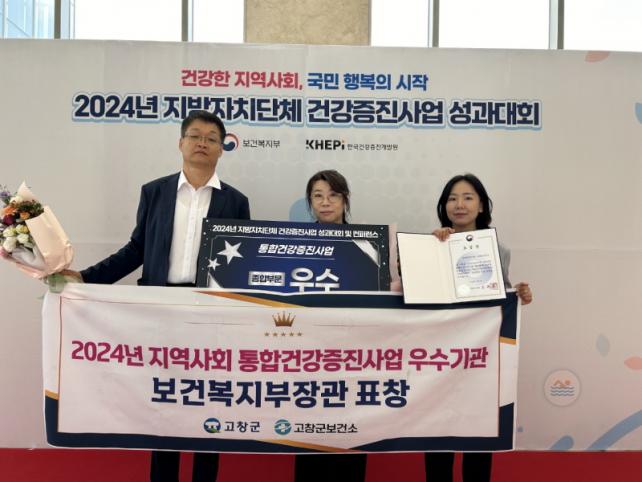 건강한 지역사회, 국민 행복의 시작
2024년 지방자치단체 건강증진사업 성과대회
보건복지부 KHEPI 한국건강증진개발원
2024년 지방자치단체 건강증진사업 성과대회 및 컨퍼런스
통합건강증진사업
종합부문 우수
표 창 장
2024년 지역사회 통합건강증진사업 우수기관
보건복지부장관 표창
고창군 고창군보건소